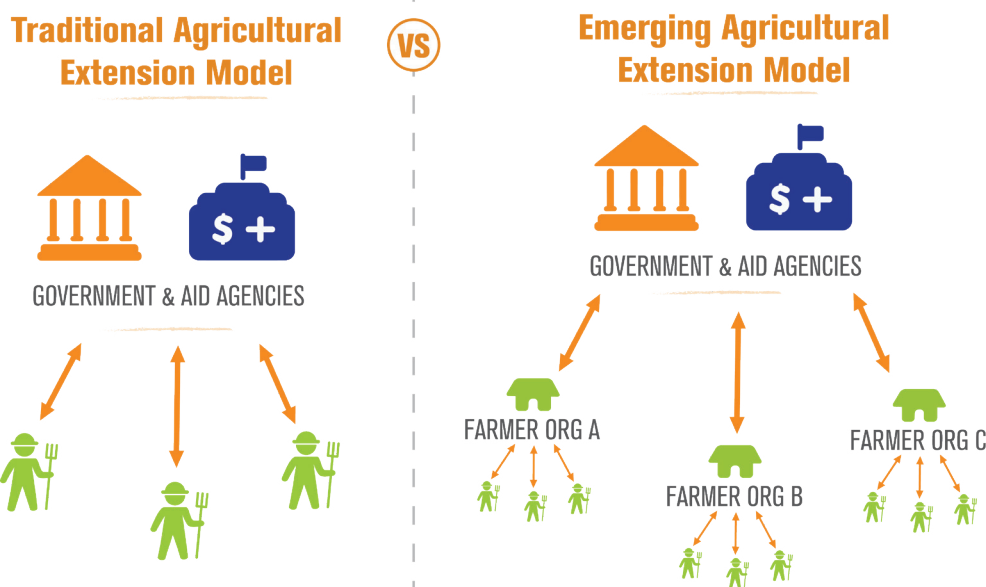 Traditional Agricultural
Extension Model
VS
Emerging Agricultural
Extension Model
$ +
GOVERNMENT & AID AGENCIES
$ +
GOVERNMENT & AID AGENCIES
FARMER ORG A
FARMER ORG B
FARMER ORG C